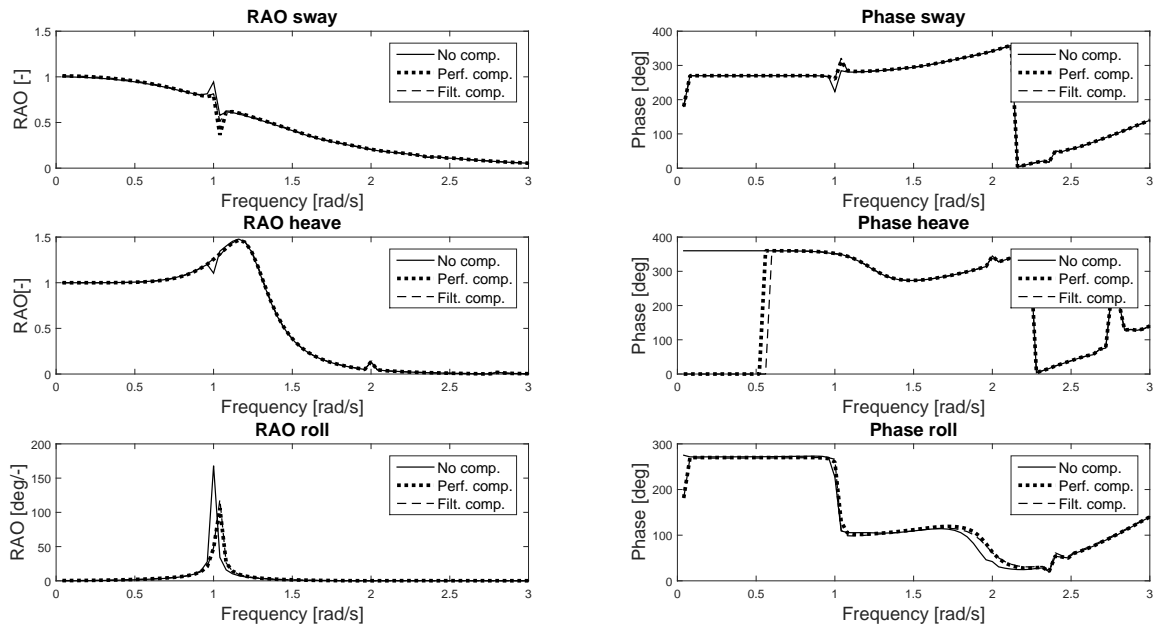 RAO sway
1.5
1
0.5
0
RAO [-]
No comp.
Perf. comp.
Filt. comp.
0 0.5 1 1.5 2 2.5 3
Frequency [rad/s]
Phase sway
400
300
200
100
0
Phase [deg]
No comp.
Perf. comp.
Filt. comp.
0 0.5 1 1.5 2 2.5 3
Frequency [rad/s]
RAO heave
1.5
1
0.5
0
RAO[-]
No comp.
Perf. comp.
Filt. comp.
0 0.5 1 1.5 2 2.5 3
Frequency [rad/s]
Phase heave
400
300
200
100
0
Phase [deg]
No comp.
Perf. comp.
Filt. comp.
0 0.5 1 1.5 2 2.5 3
Frequency [rad/s]
RAO roll
200
150
100
50
0
RAO [deg/-]
No comp.
Perf. comp.
Filt. comp.
0 0.5 1 1.5 2 2.5 3
Frequency [rad/s]
Phase roll
300
200
100
0
Phase [deg]
No comp.
Perf. comp.
Filt. comp.
0 0.5 1 1.5 2 2.5 3
Frequency [rad/s]